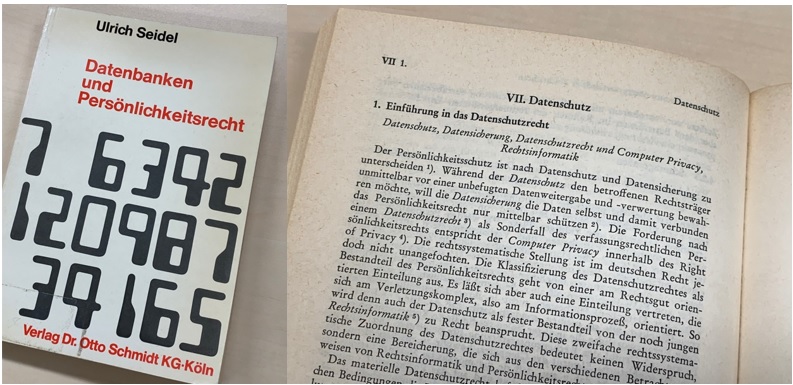 Ulrich Seidel
Datenbanken
und
Persönlichkeitsrecht
7 6342
120987
34 165
Verlag Dr. Otto Schmidt KG·Köln
VII 1.
Datenschutz
VII. Datenschutz
1. Einführung in das Datenschutzrecht
Datenschutz, Datensicherung, Datenschutzrecht und Computer Privacy,
Rechtsinformatik
Der Persönlichkeitsschutz ist nach Datenschutz und Datensicherung zu
unterscheiden ¹). Während der Datenschutz den betroffenen Rechtsträger
unmittelbar vor einer unbefugten Datenweitergabe und -verwertung bewah-
ren möchte, will die Datensicherung die Daten selbst und damit verbunden
das Persönlichkeitsrecht nur mittelbar schützen ²). Die Forderung nach
einem Datenschutzrecht ³) als Sonderfall des verfassungsrechtlichen Per-
sönlichkeitsrechts entspricht der Computer Privacy innerhalb des Right
of Privacy ⁴). Die rechtssystematische Stellung ist im deutschen Recht je-
doch nicht unangefochten. Die Klassifizierung des Datenschutzrechtes als
Bestandteil des Persönlichkeitsrechts geht von einer am Rechtsgut orien-
tierten Einteilung aus. Es läßt sich aber auch eine Einteilung vertreten, die
sich am Verletzungskomplex, also am Informationsprozeß, orientiert. So
wird denn auch der Datenschutz als fester Bestandteil von der noch jungen
Rechtsinformatik ⁵) zu Recht beansprucht. Diese zweifache rechtssystema-
tische Zuordnung des Datenschutzrechtes bedeutet keinen Widerspruch,
sondern eine Bereicherung, die sich aus den verschiedenen
weisen von Rechtsinformatik und Persönlichkeitsrecht
Das materielle Datenschutzrecht
chen Bedingungen